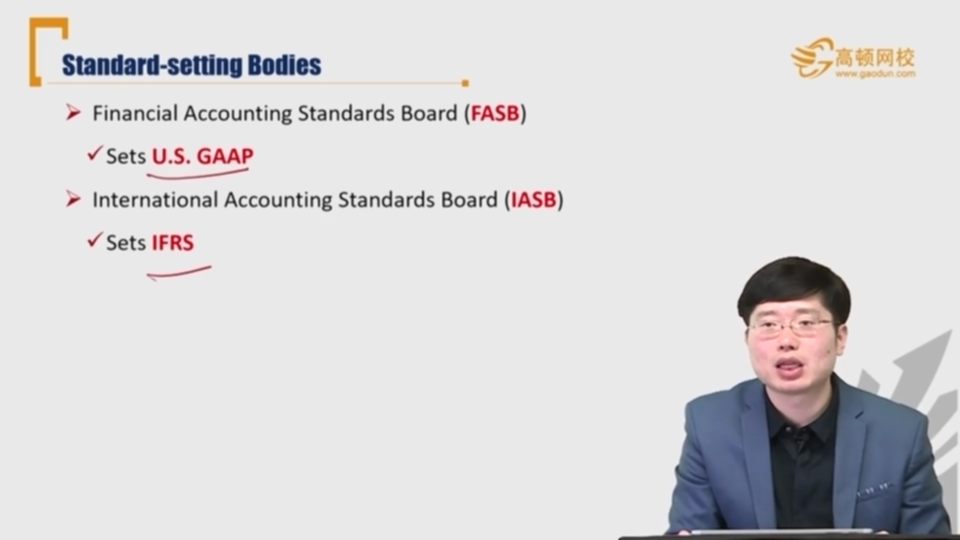 Standard-setting Bodies
高顿网校
www.gaodun.com
Financial Accounting Standards Board (FASB)
Sets U.S. GAAP
International Accounting Standards Board (IASB)
Sets IFRS